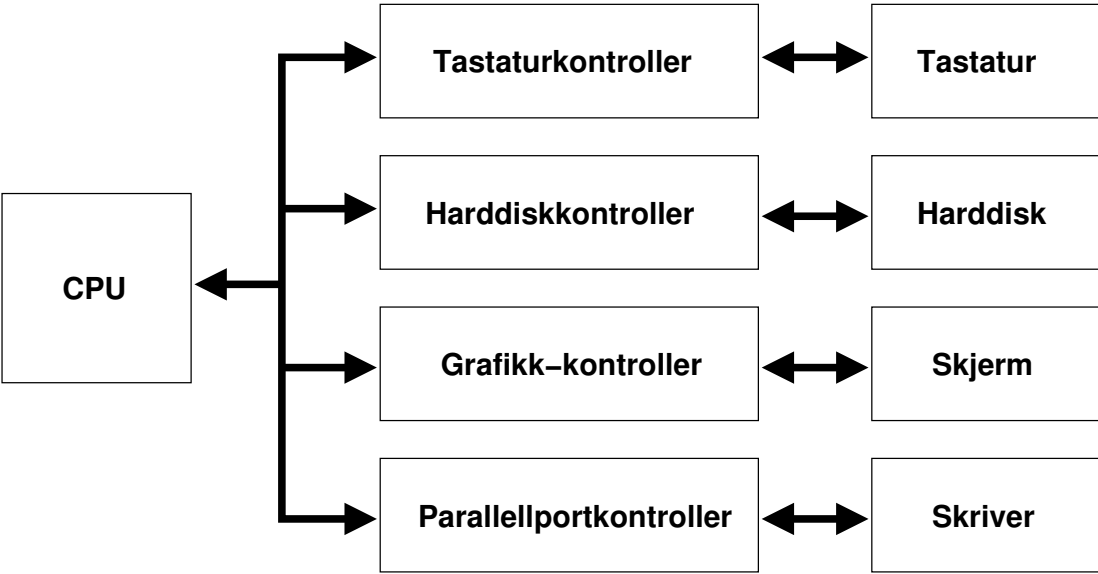 Tastaturkontroller
Tastatur
Harddiskkontroller
Harddisk
CPU
Grafikk–kontroller
Skjerm
Parallellportkontroller
Skriver